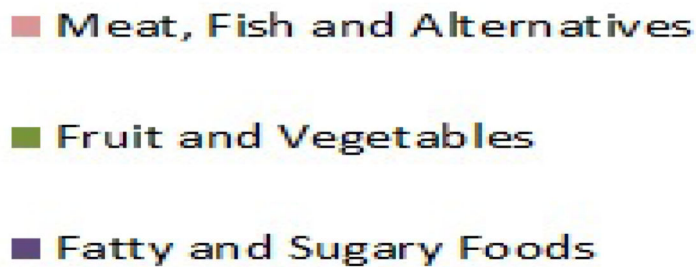 Meat, Fish and Alternatives
Fruit and Vegetables
Fatty and Sugary Foods